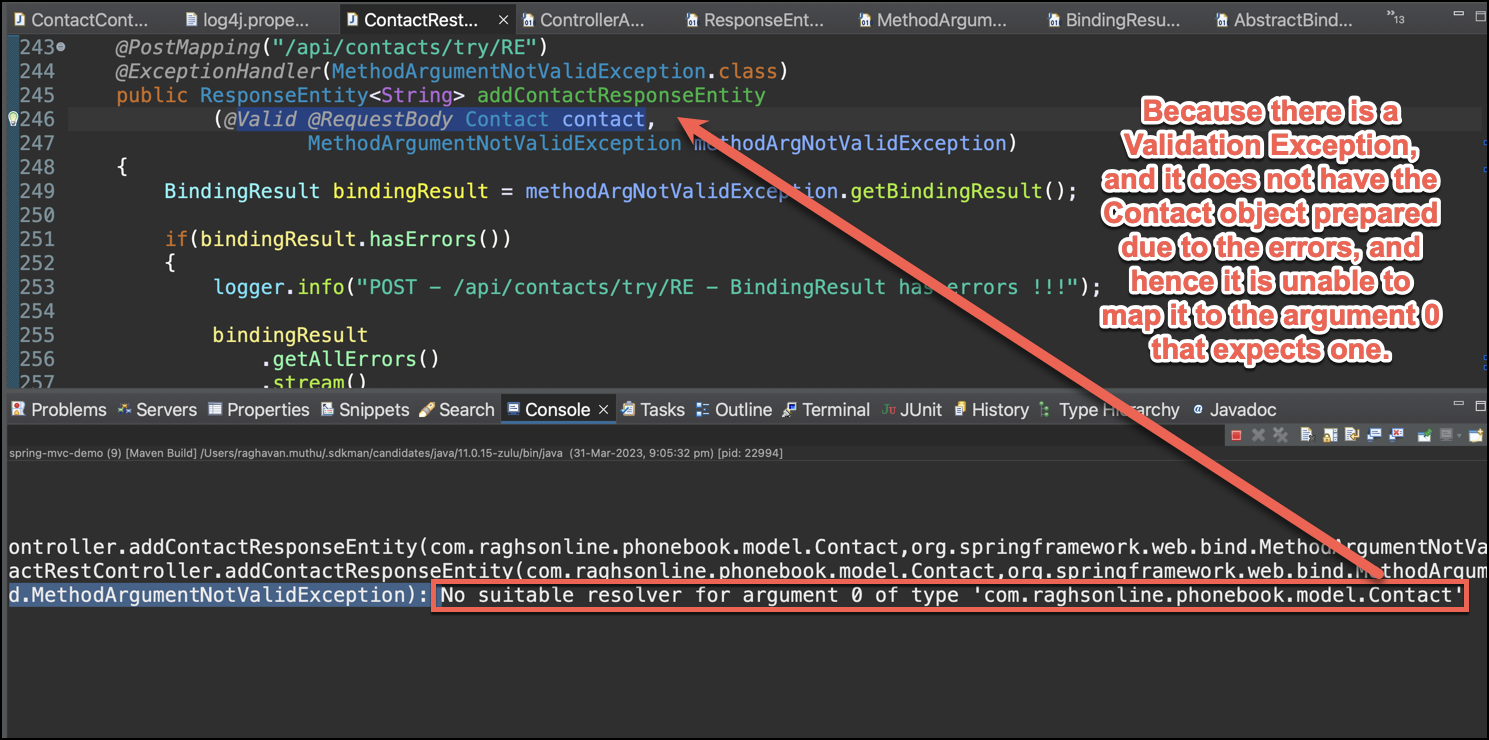 ContactCont...
log4j.prope...
ContactRest...
ControllerA...
ResponseEnt...
MethodArgum...
BindingResu...
AbstractBind...
»13
243 @PostMapping("/api/contacts/try/RE")
244 @ExceptionHandler(MethodArgumentNotValidException.class)
245 public ResponseEntity<String> addContactResponseEntity
246 (@Valid @RequestBody Contact contact,
247 MethodArgumentNotValidException methodArgNotValidException)
248 {
249 BindingResult bindingResult = methodArgNotValidException.getBindingResult();
250
251 if(bindingResult.hasErrors())
252 {
253 logger.info("POST - /api/contacts/try/RE - BindingResult has errors !!!");
254
255 bindingResult
256 .getAllErrors()
257 .stream()
Because there is a
Validation Exception,
and it does not have the
Contact object prepared
due to the errors, and
hence it is unable to
map it to the argument 0
that expects one.
Problems
Servers
Properties
Snippets
Search
Console
Tasks
Outline
Terminal
JUnit
History
Type Hierarchy
Javadoc
spring-mvc-demo (9) [Maven Build] /Users/raghavan.muthu/.sdkman/candidates/java/11.0.15-zulu/bin/java (31-Mar-2023, 9:05:32 pm) [pid: 22994]
ontroller.addContactResponseEntity(com.raghsonline.phonebook.model.Contact,org.springframework.web.bind.MethodArgumentNotVa
actRestController.addContactResponseEntity(com.raghsonline.phonebook.model.Contact,org.springframework.web.bind.MethodArgum
d.MethodArgumentNotValidException): No suitable resolver for argument 0 of type 'com.raghsonline.phonebook.model.Contact'